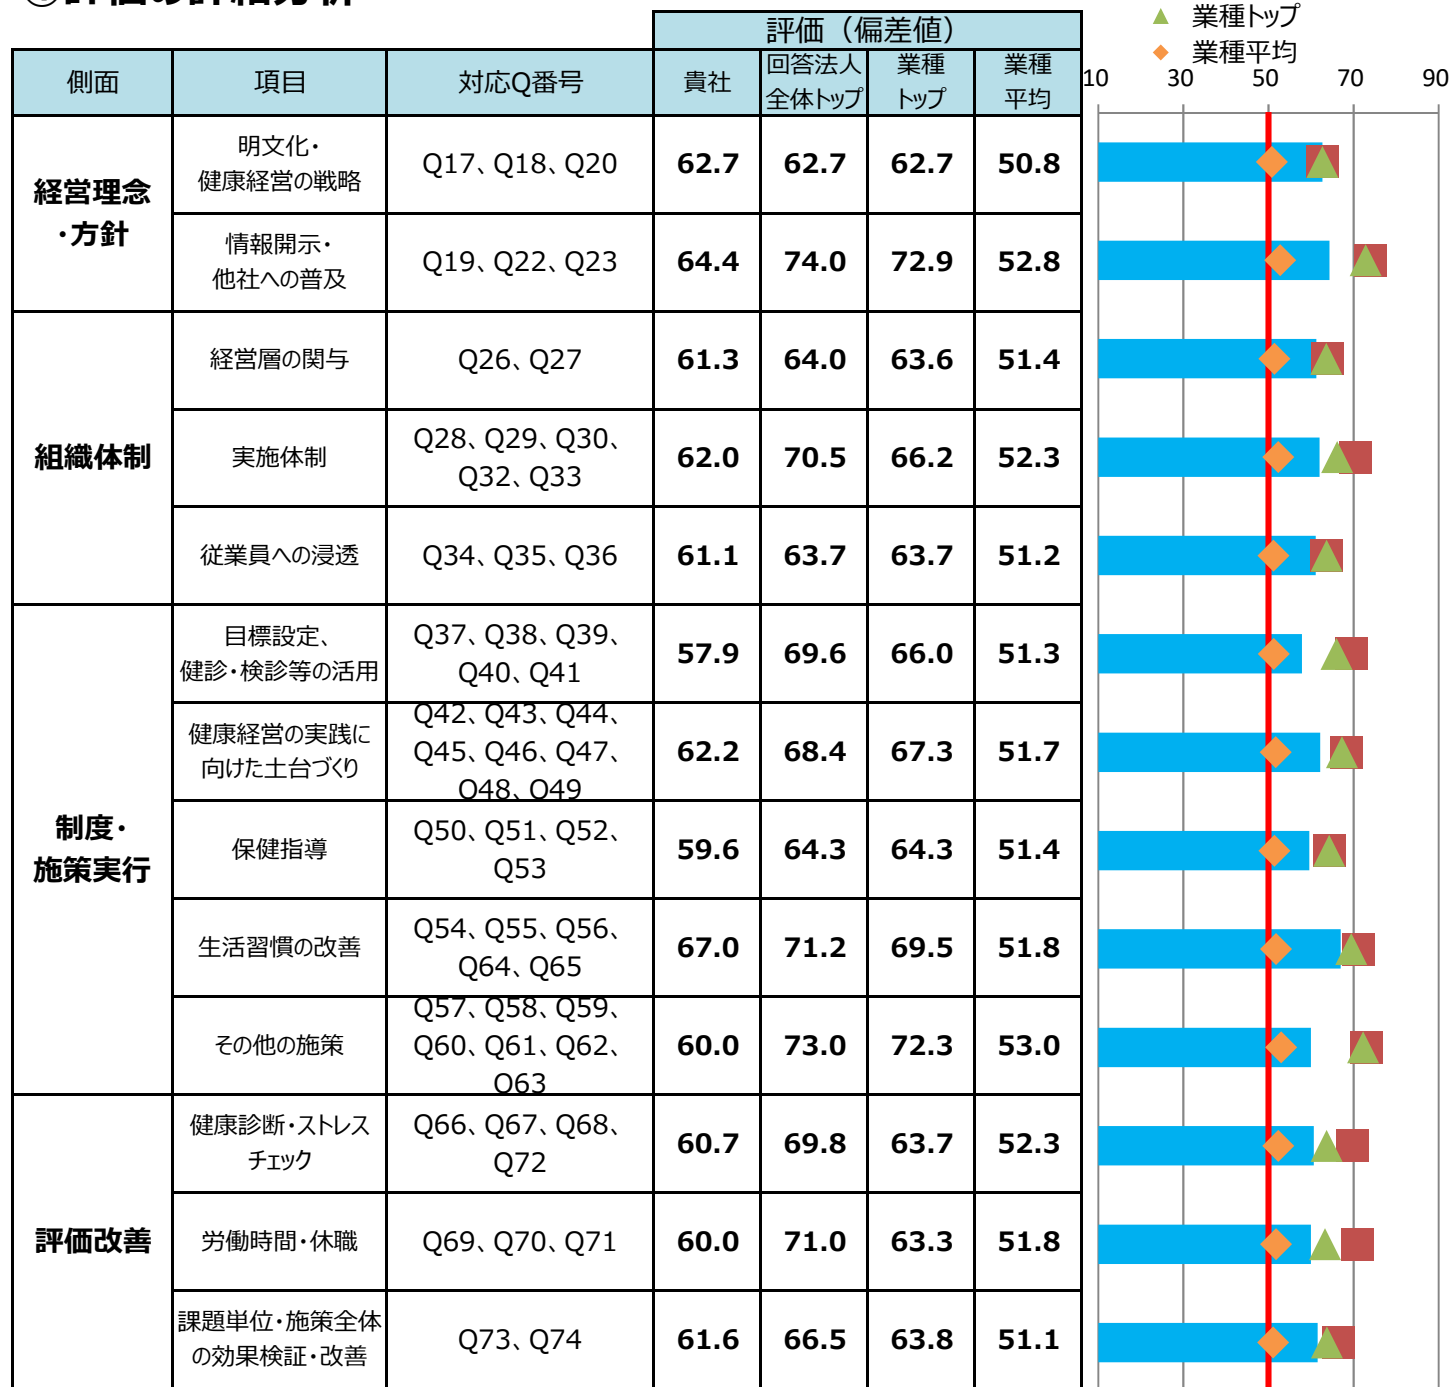 ①評価の詳細分析
▲ 業種トップ
◆ 業種平均
評価（偏差値）
側面 項目 対応Q番号 貴社 回答法人全体トップ 業種トップ 業種平均
10 30 50 70 90
経営理念・方針
明文化・健康経営の戦略 Q17、Q18、Q20 62.7 62.7 62.7 50.8
情報開示・他社への普及 Q19、Q22、Q23 64.4 74.0 72.9 52.8
組織体制
経営層の関与 Q26、Q27 61.3 64.0 63.6 51.4
実施体制 Q28、Q29、Q30、Q32、Q33 62.0 70.5 66.2 52.3
従業員への浸透 Q34、Q35、Q36 61.1 63.7 63.7 51.2
制度・施策実行
目標設定、健診・検診等の活用 Q37、Q38、Q39、Q40、Q41 57.9 69.6 66.0 51.3
健康経営の実践に向けた土台づくり Q42、Q43、Q44、Q45、Q46、Q47、Q48、Q49 62.2 68.4 67.3 51.7
保健指導 Q50、Q51、Q52、Q53 59.6 64.3 64.3 51.4
生活習慣の改善 Q54、Q55、Q56、Q64、Q65 67.0 71.2 69.5 51.8
その他の施策 Q57、Q58、Q59、Q60、Q61、Q62、Q63 60.0 73.0 72.3 53.0
評価改善
健康診断・ストレスチェック Q66、Q67、Q68、Q72 60.7 69.8 63.7 52.3
労働時間・休職 Q69、Q70、Q71 60.0 71.0 63.3 51.8
課題単位・施策全体の効果検証・改善 Q73、Q74 61.6 66.5 63.8 51.1